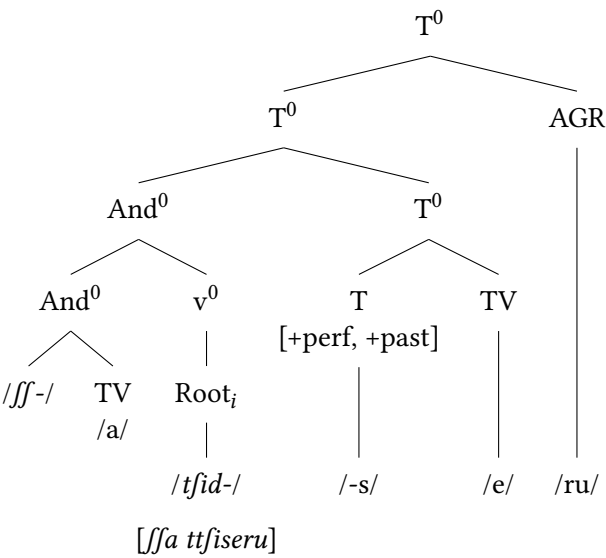 T⁰
T⁰ AGR
And⁰ T⁰
And⁰ v⁰ T TV
[+perf, +past]
/ʃʃ-/ TV Rootᵢ
/a/
/tʃid-/ /-s/ /e/ /ru/
[ʃʃa ttʃiseru]